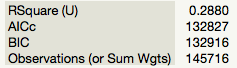 RSquare (U) 0.2880
AICc 132827
BIC 132916
Observations (or Sum Wgts) 145716